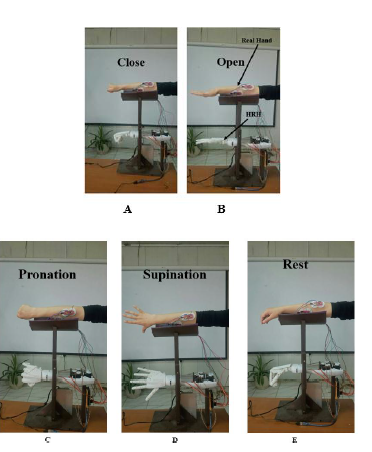 Close
Open
Real Hand
HRH
A
B
Pronation
Supination
Rest
C
D
E